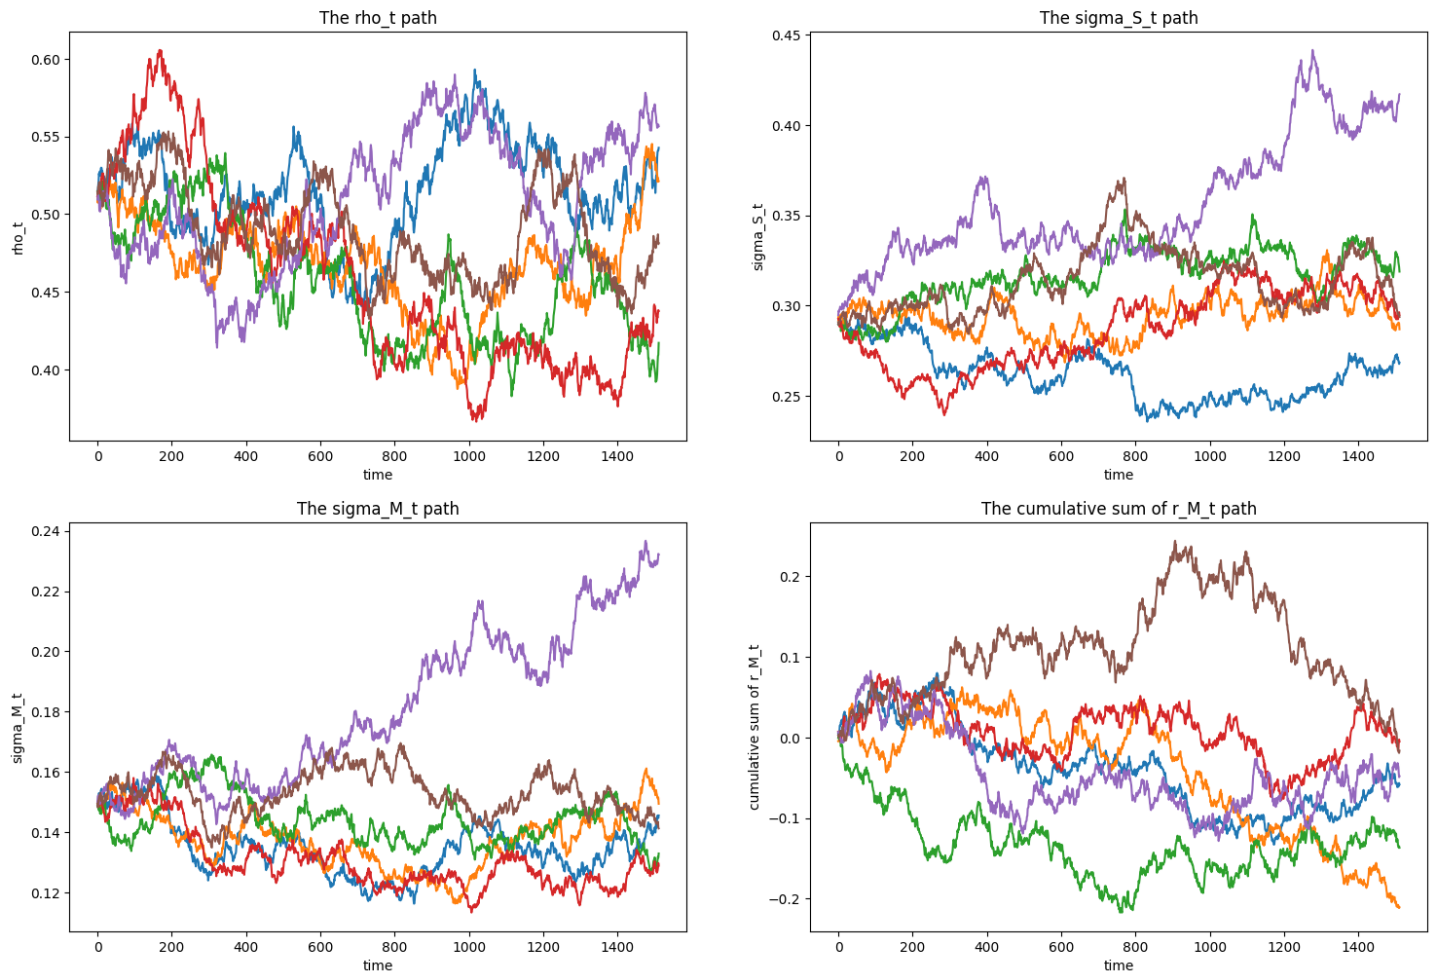 The rho_t path
0.60
0.55
0.50
0.45
0.40
rho_t
0 200 400 600 800 1000 1200 1400
time
The sigma_S_t path
0.45
0.40
0.35
0.30
0.25
sigma_S_t
0 200 400 600 800 1000 1200 1400
time
The sigma_M_t path
0.24
0.22
0.20
0.18
0.16
0.14
0.12
sigma_M_t
0 200 400 600 800 1000 1200 1400
time
The cumulative sum of r_M_t path
0.2
0.1
0.0
−0.1
−0.2
cumulative sum of r_M_t
0 200 400 600 800 1000 1200 1400
time